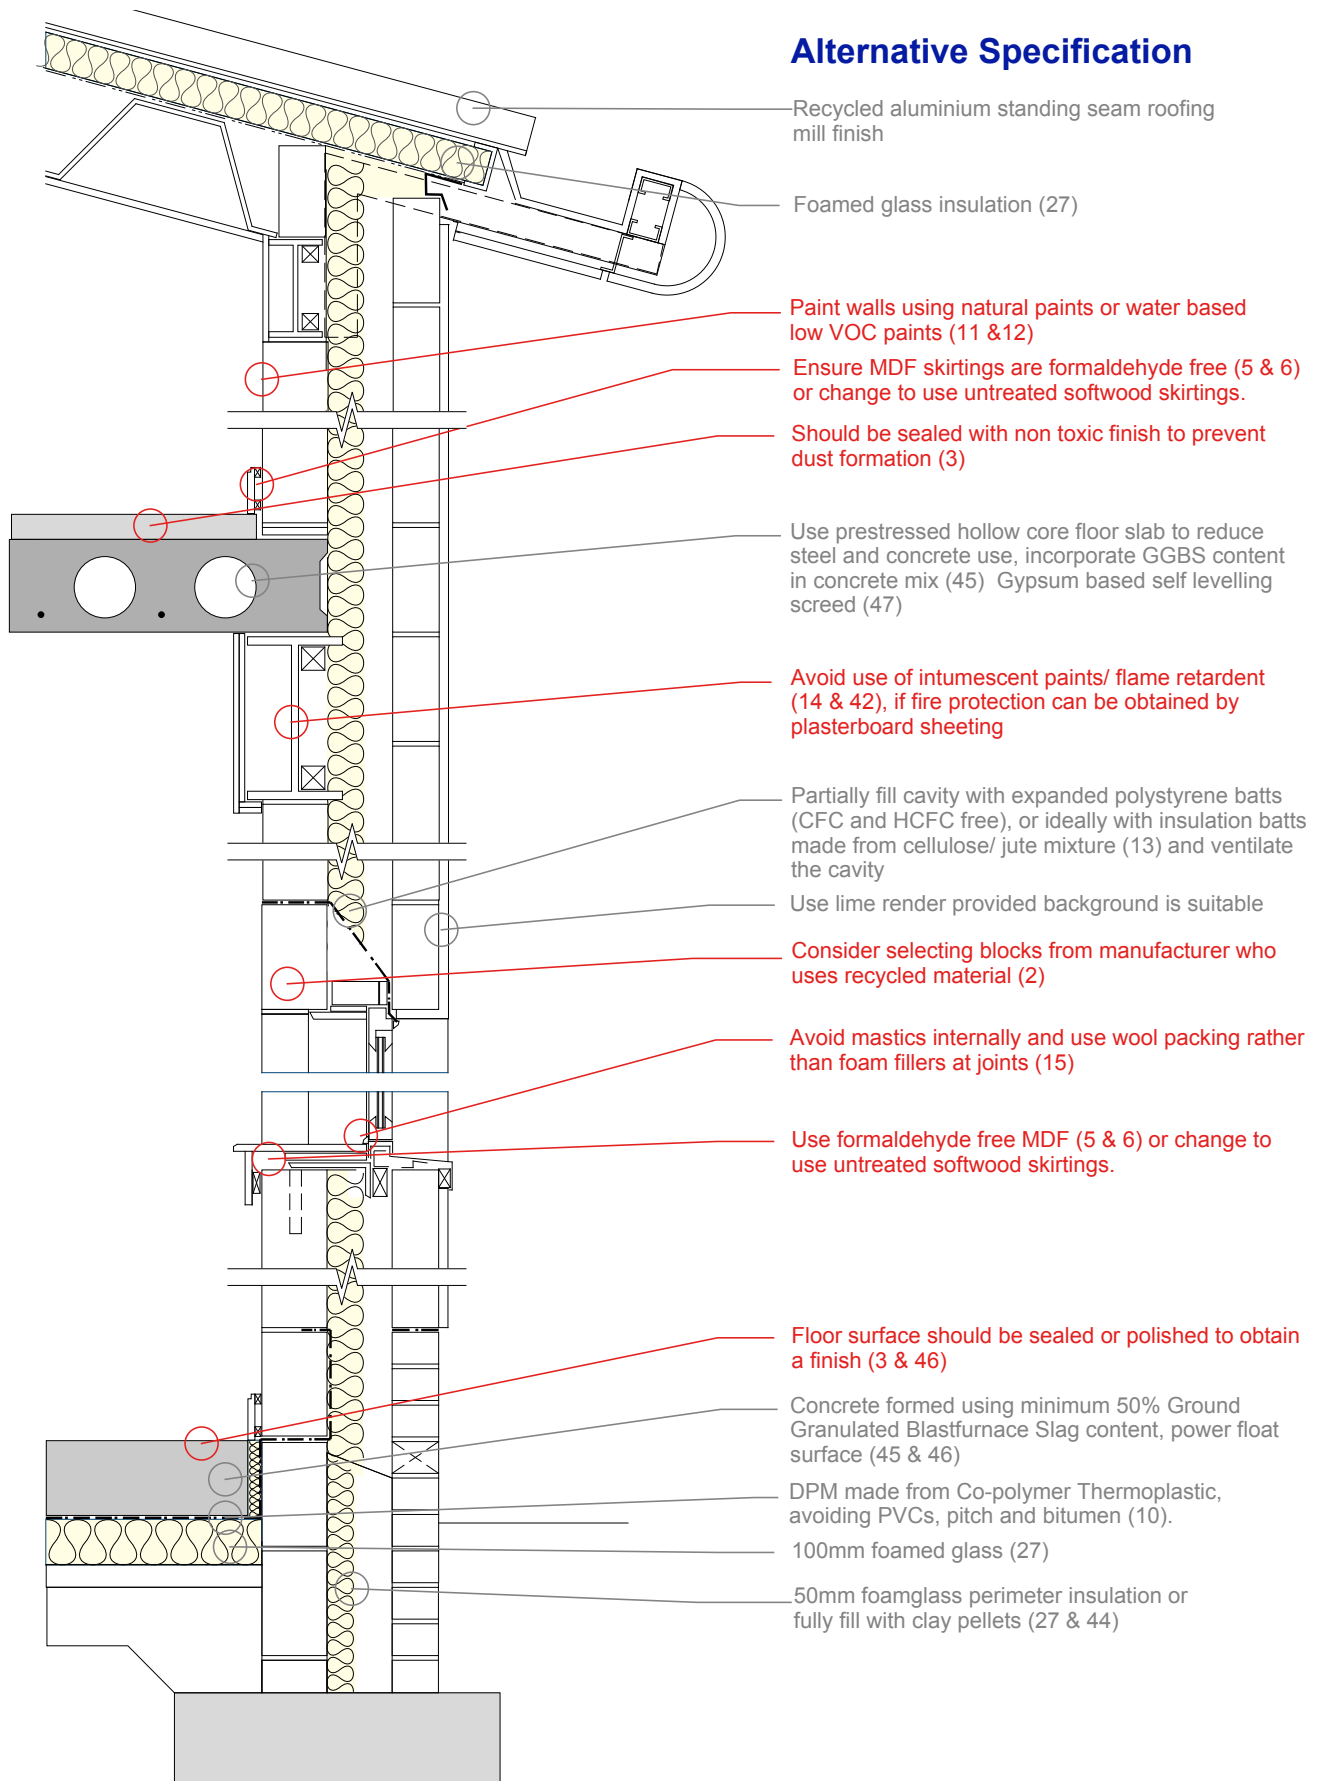 Alternative Specification
Recycled aluminium standing seam roofing
mill finish
Foamed glass insulation (27)
Paint walls using natural paints or water based
low VOC paints (11 &12)
Ensure MDF skirtings are formaldehyde free (5 & 6)
or change to use untreated softwood skirtings.
Should be sealed with non toxic finish to prevent
dust formation (3)
Use prestressed hollow core floor slab to reduce
steel and concrete use, incorporate GGBS content
in concrete mix (45)  Gypsum based self levelling
screed (47)
Avoid use of intumescent paints/ flame retardent
(14 & 42), if fire protection can be obtained by
plasterboard sheeting
Partially fill cavity with expanded polystyrene batts
(CFC and HCFC free), or ideally with insulation batts
made from cellulose/ jute mixture (13) and ventilate
the cavity
Use lime render provided background is suitable
Consider selecting blocks from manufacturer who
uses recycled material (2)
Avoid mastics internally and use wool packing rather
than foam fillers at joints (15)
Use formaldehyde free MDF (5 & 6) or change to
use untreated softwood skirtings.
Floor surface should be sealed or polished to obtain
a finish (3 & 46)
Concrete formed using minimum 50% Ground
Granulated Blastfurnace Slag content, power float
surface (45 & 46)
DPM made from Co-polymer Thermoplastic,
avoiding PVCs, pitch and bitumen (10).
100mm foamed glass (27)
50mm foamglass perimeter insulation or
fully fill with clay pellets (27 & 44)